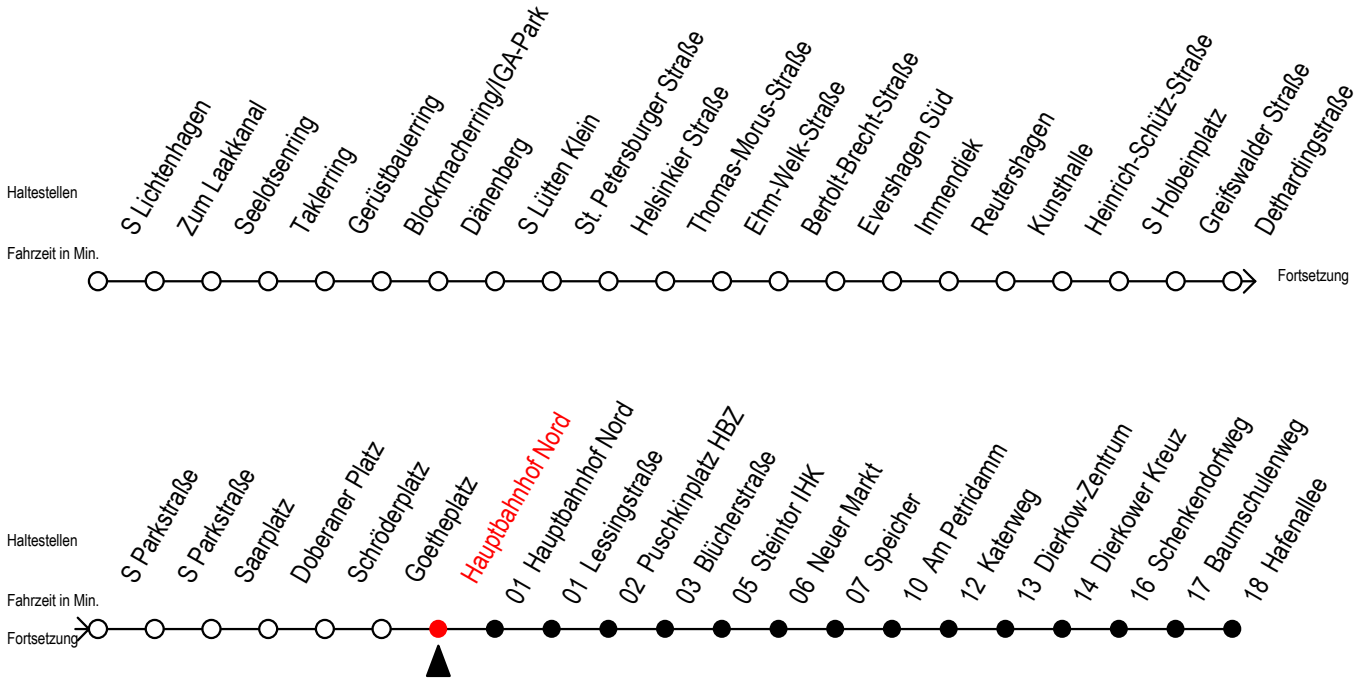 Haltestellen
S Lichtenhagen
Zum Laakkanal
Seelotsenring
Taklerring
Gerüstbauerring
Blockmacherring/IGA-Park
Dänenberg
S Lütten Klein
St. Petersburger Straße
Helsinkier Straße
Thomas-Morus-Straße
Ehm-Welk-Straße
Bertolt-Brecht-Straße
Evershagen Süd
Immendiek
Reutershagen
Kunsthalle
Heinrich-Schütz-Straße
S Holbeinplatz
Greifswalder Straße
Dethardingstraße
Fahrzeit in Min.
Fortsetzung
Haltestellen
S Parkstraße
S Parkstraße
Saarplatz
Doberaner Platz
Schröderplatz
Goetheplatz
Hauptbahnhof Nord
01 Hauptbahnhof Nord
01 Lessingstraße
02 Puschkinplatz HBZ
03 Blücherstraße
05 Steintor IHK
06 Neuer Markt
07 Speicher
10 Am Petridamm
12 Katenweg
13 Dierkow-Zentrum
14 Dierkower Kreuz
16 Schenkendorfweg
17 Baumschulenweg
18 Hafenallee
Fahrzeit in Min.
Fortsetzung